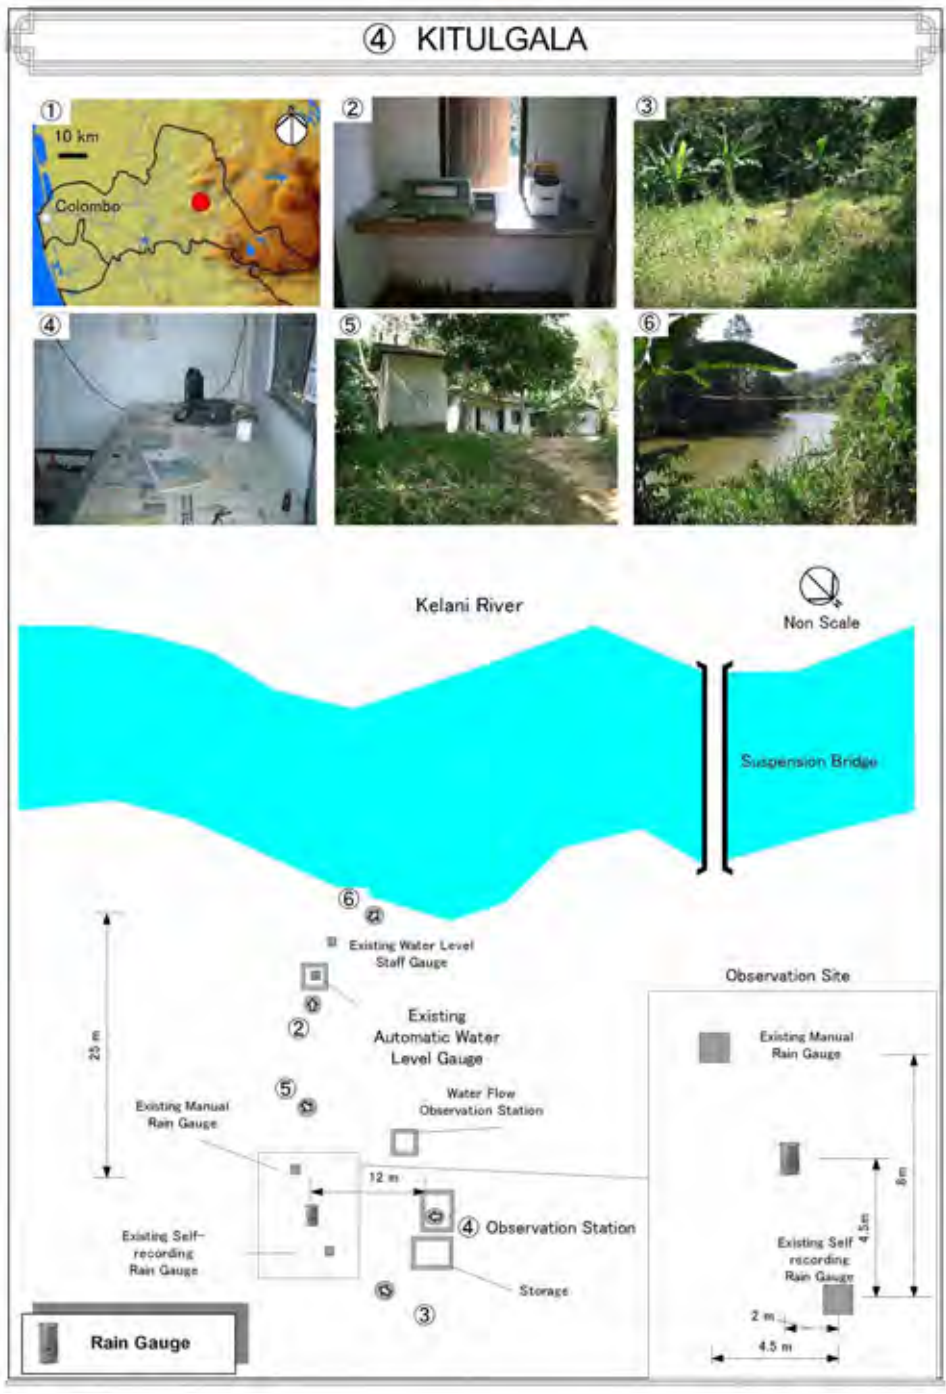 ④ KITULGALA
①
10 km
Colombo
②
③
④
⑤
⑥
Kelani River
Non Scale
Suspension Bridge
⑥
Existing Water Level
Staff Gauge
②
Existing
Automatic Water
Level Gauge
25 m
⑤
Water Flow
Observation Station
Existing Manual
Rain Gauge
12 m
④ Observation Station
Existing Self-
recording
Rain Gauge
Storage
③
Rain Gauge
Observation Site
Existing Manual
Rain Gauge
4.5m
Existing Self
recording
Rain Gauge
2 m
4.5 m